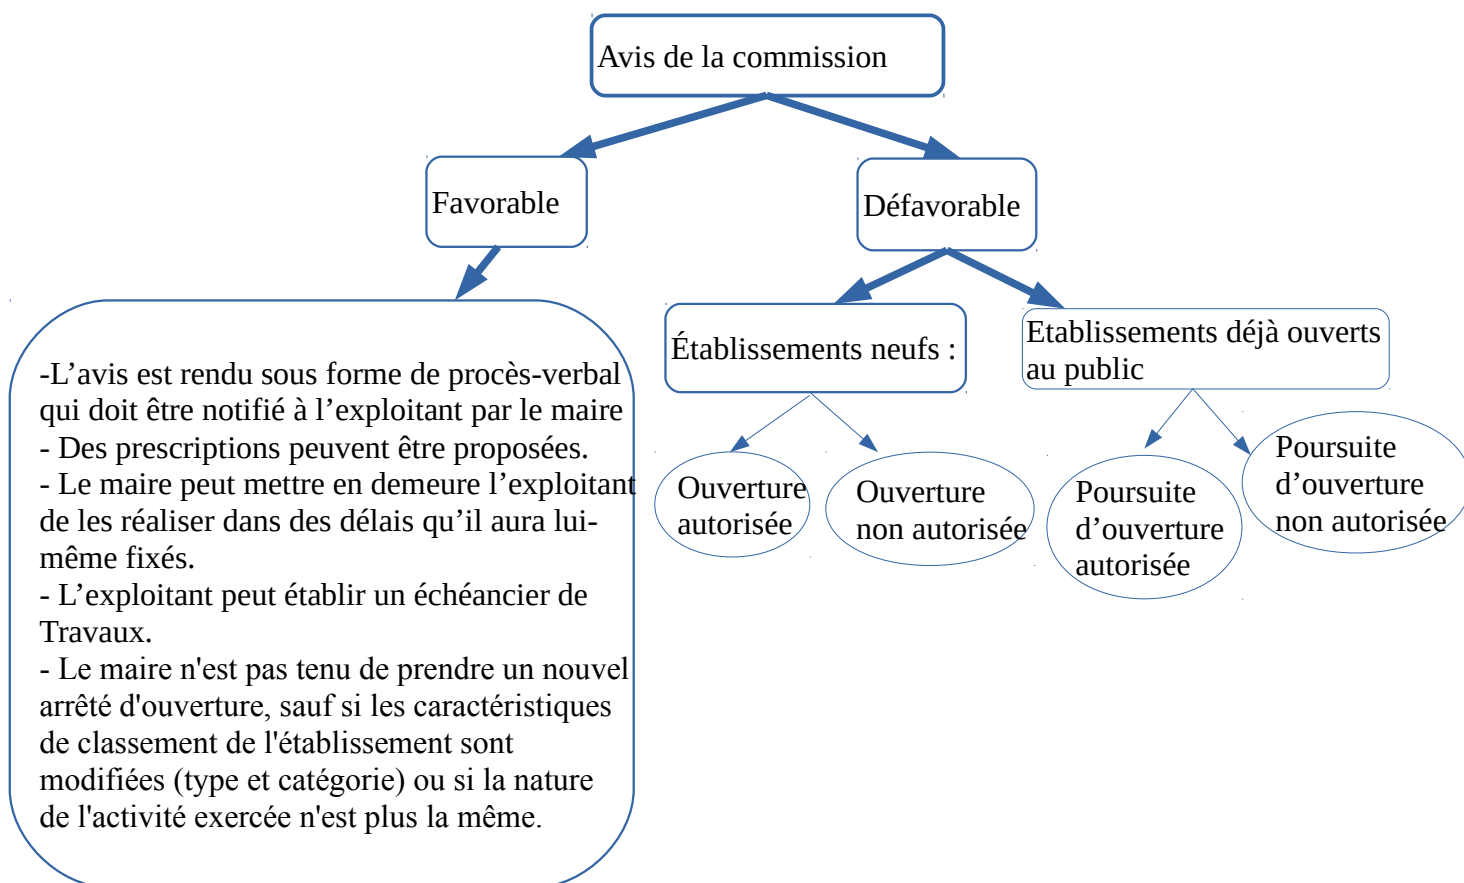 Avis de la commission
Favorable
Défavorable
-L’avis est rendu sous forme de procès-verbal
qui doit être notifié à l’exploitant par le maire
- Des prescriptions peuvent être proposées.
- Le maire peut mettre en demeure l’exploitant
de les réaliser dans des délais qu’il aura lui-
même fixés.
- L’exploitant peut établir un échéancier de
Travaux.
- Le maire n'est pas tenu de prendre un nouvel
arrêté d'ouverture, sauf si les caractéristiques
de classement de l'établissement sont
modifiées (type et catégorie) ou si la nature
de l'activité exercée n'est plus la même.
Établissements neufs :
Etablissements déjà ouverts
au public
Ouverture
autorisée
Ouverture
non autorisée
Poursuite
d’ouverture
autorisée
Poursuite
d’ouverture
non autorisée